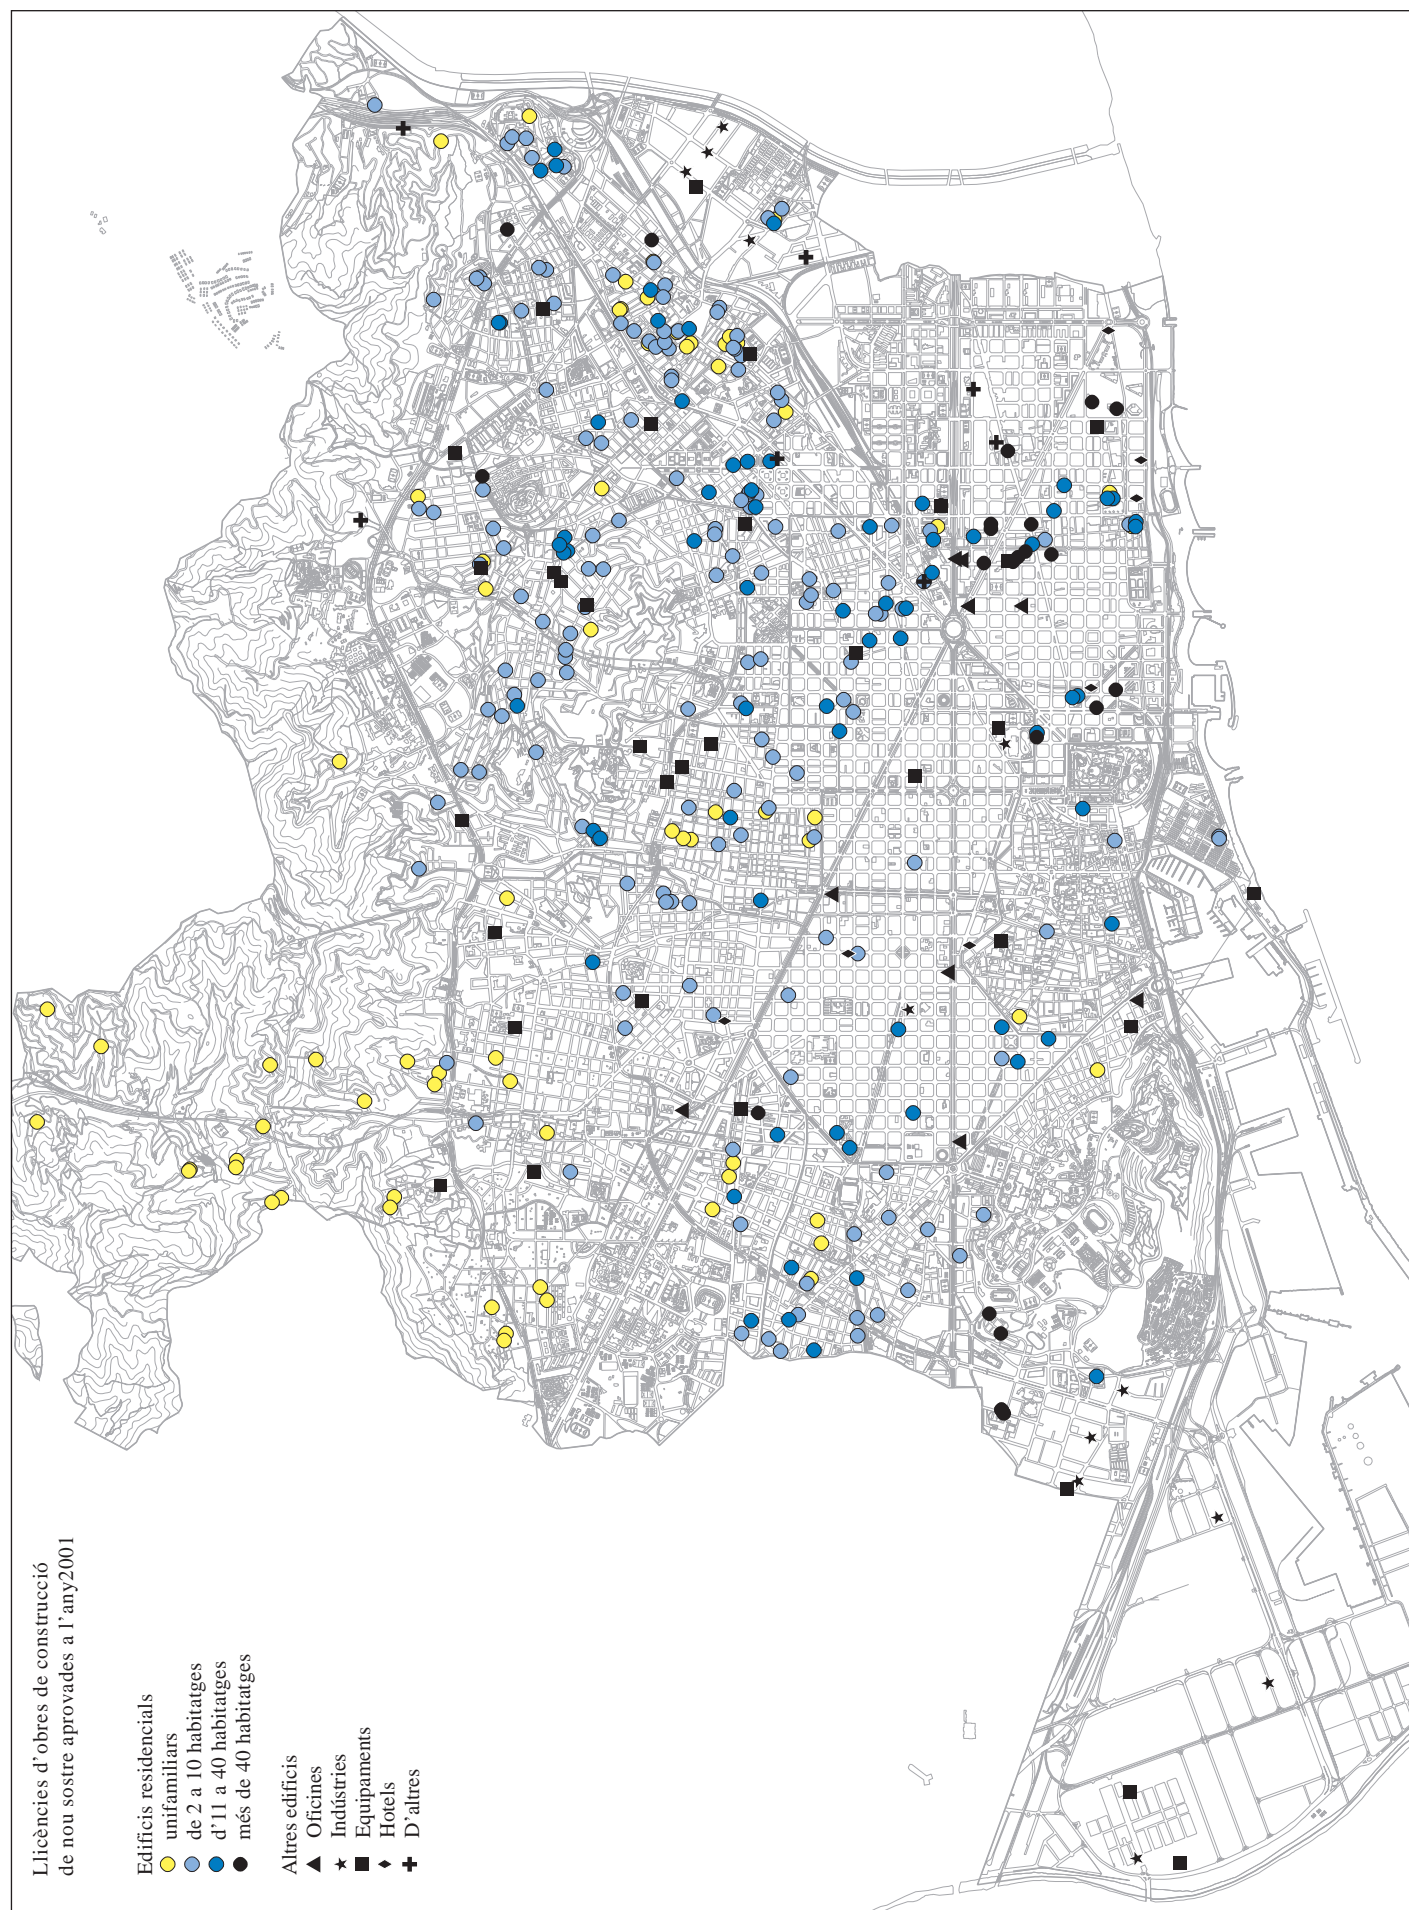 Llicències d'obres de construcció
de nou sostre aprovades a l'any2001
Edificis residencials
unifamiliars
de 2 a 10 habitatges
d'11 a 40 habitatges
més de 40 habitatges
Altres edificis
Oficines
Indústries
Equipaments
Hotels
D'altres